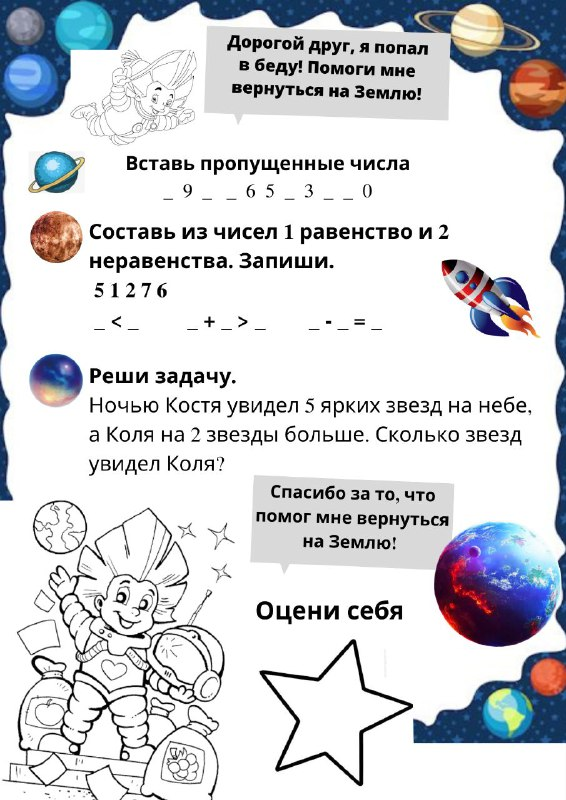 Дорогой друг, я попал
в беду! Помоги мне
вернуться на Землю!
Вставь пропущенные числа
_ 9 _ _ 6 5 _ 3 _ _ 0
Составь из чисел 1 равенство и 2
неравенства. Запиши.
5 1 2 7 6
_ < _ _ + _ > _ _ - _ = _
Реши задачу.
Ночью Костя увидел 5 ярких звезд на небе,
а Коля на 2 звезды больше. Сколько звезд
увидел Коля?
Спасибо за то, что
помог мне вернуться
на Землю!
Оцени себя